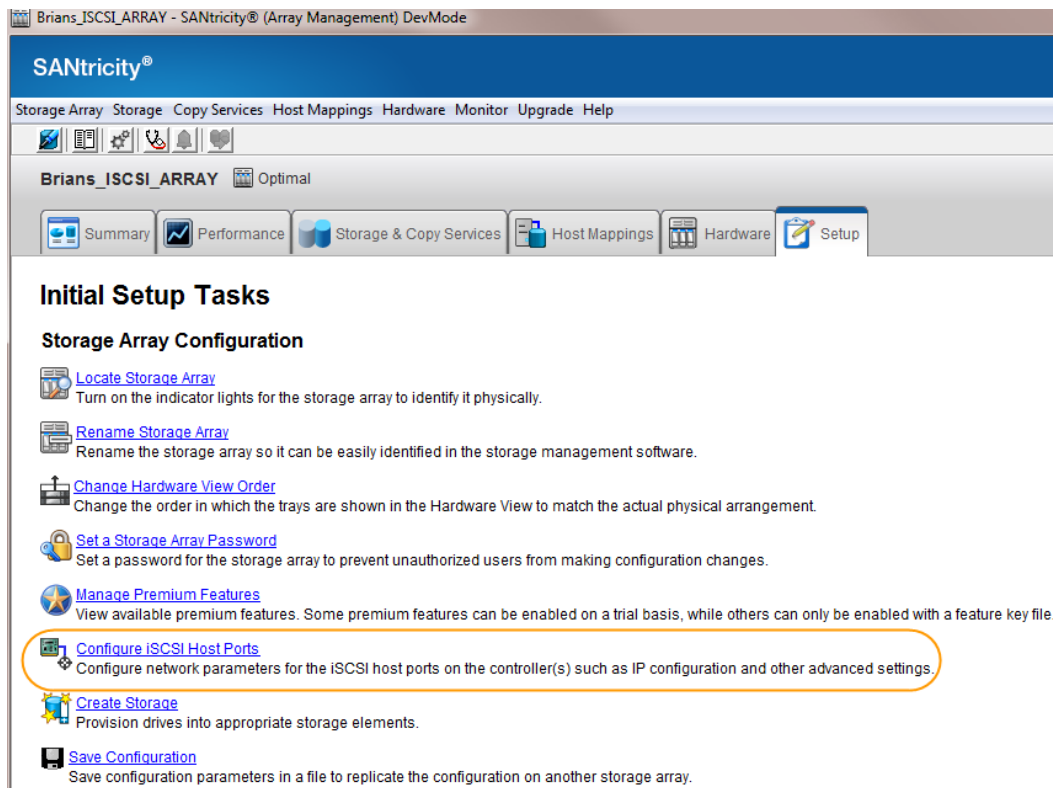 Brians_ISCSI_ARRAY - SANtricity® (Array Management) DevMode
SANtricity®
Storage Array Storage Copy Services Host Mappings Hardware Monitor Upgrade Help
Brians_ISCSI_ARRAY Optimal
Summary Performance Storage & Copy Services Host Mappings Hardware Setup
Initial Setup Tasks
Storage Array Configuration
Locate Storage Array
Turn on the indicator lights for the storage array to identify it physically.
Rename Storage Array
Rename the storage array so it can be easily identified in the storage management software.
Change Hardware View Order
Change the order in which the trays are shown in the Hardware View to match the actual physical arrangement.
Set a Storage Array Password
Set a password for the storage array to prevent unauthorized users from making configuration changes.
Manage Premium Features
View available premium features. Some premium features can be enabled on a trial basis, while others can only be enabled with a feature key file.
Configure iSCSI Host Ports
Configure network parameters for the iSCSI host ports on the controller(s) such as IP configuration and other advanced settings.
Create Storage
Provision drives into appropriate storage elements.
Save Configuration
Save configuration parameters in a file to replicate the configuration on another storage array.